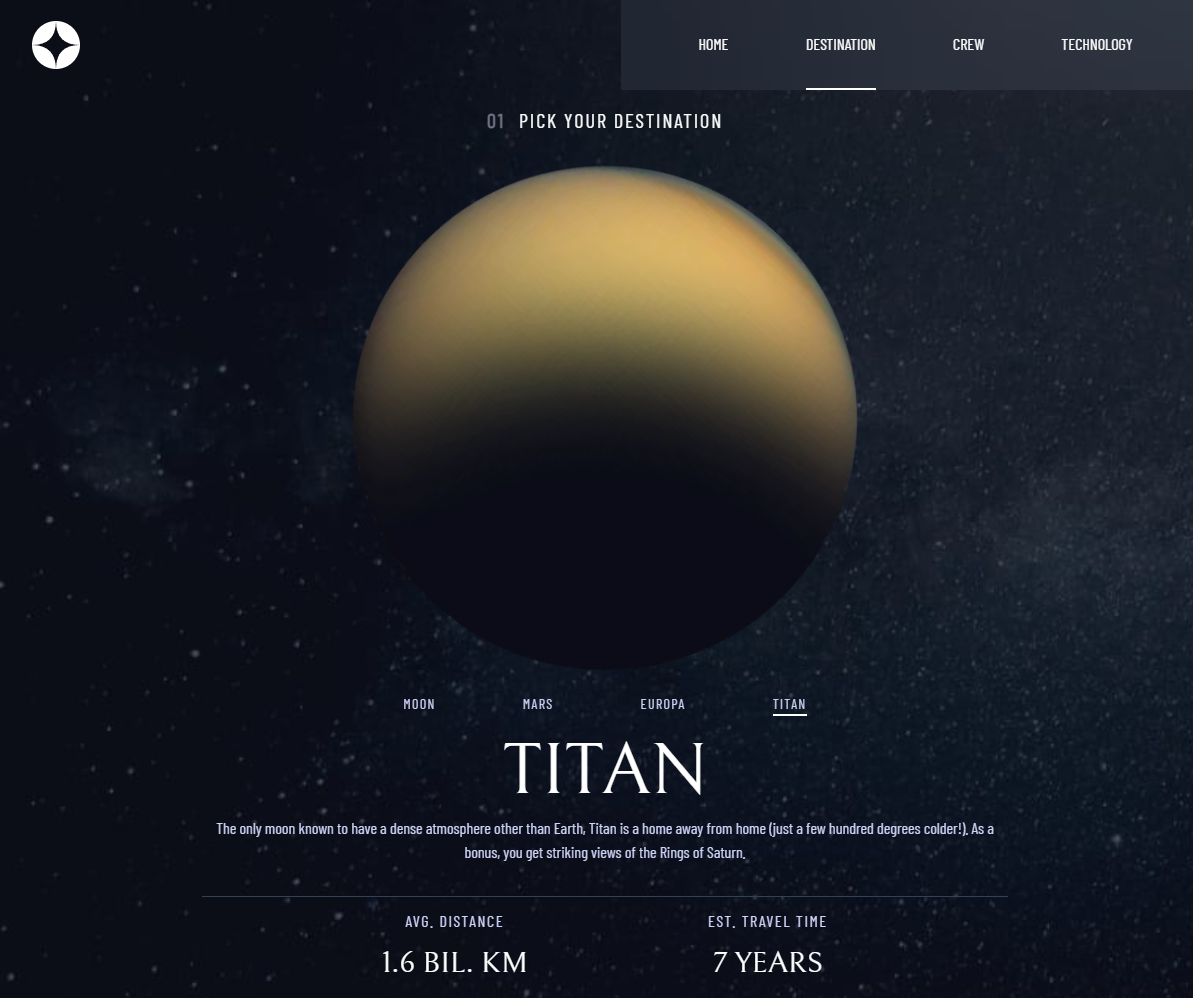 HOME DESTINATION CREW TECHNOLOGY
01 PICK YOUR DESTINATION
MOON MARS EUROPA TITAN
TITAN
The only moon known to have a dense atmosphere other than Earth, Titan is a home away from home (just a few hundred degrees colder!). As a
bonus, you get striking views of the Rings of Saturn.
AVG. DISTANCE EST. TRAVEL TIME
1.6 BIL. KM 7 YEARS